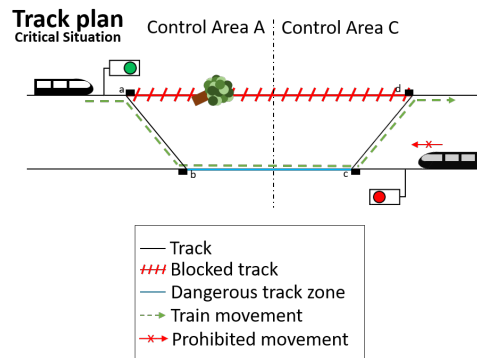 Track plan
Critical Situation
Control Area A
Control Area C
a
d
b
c
Track
Blocked track
Dangerous track zone
Train movement
Prohibited movement